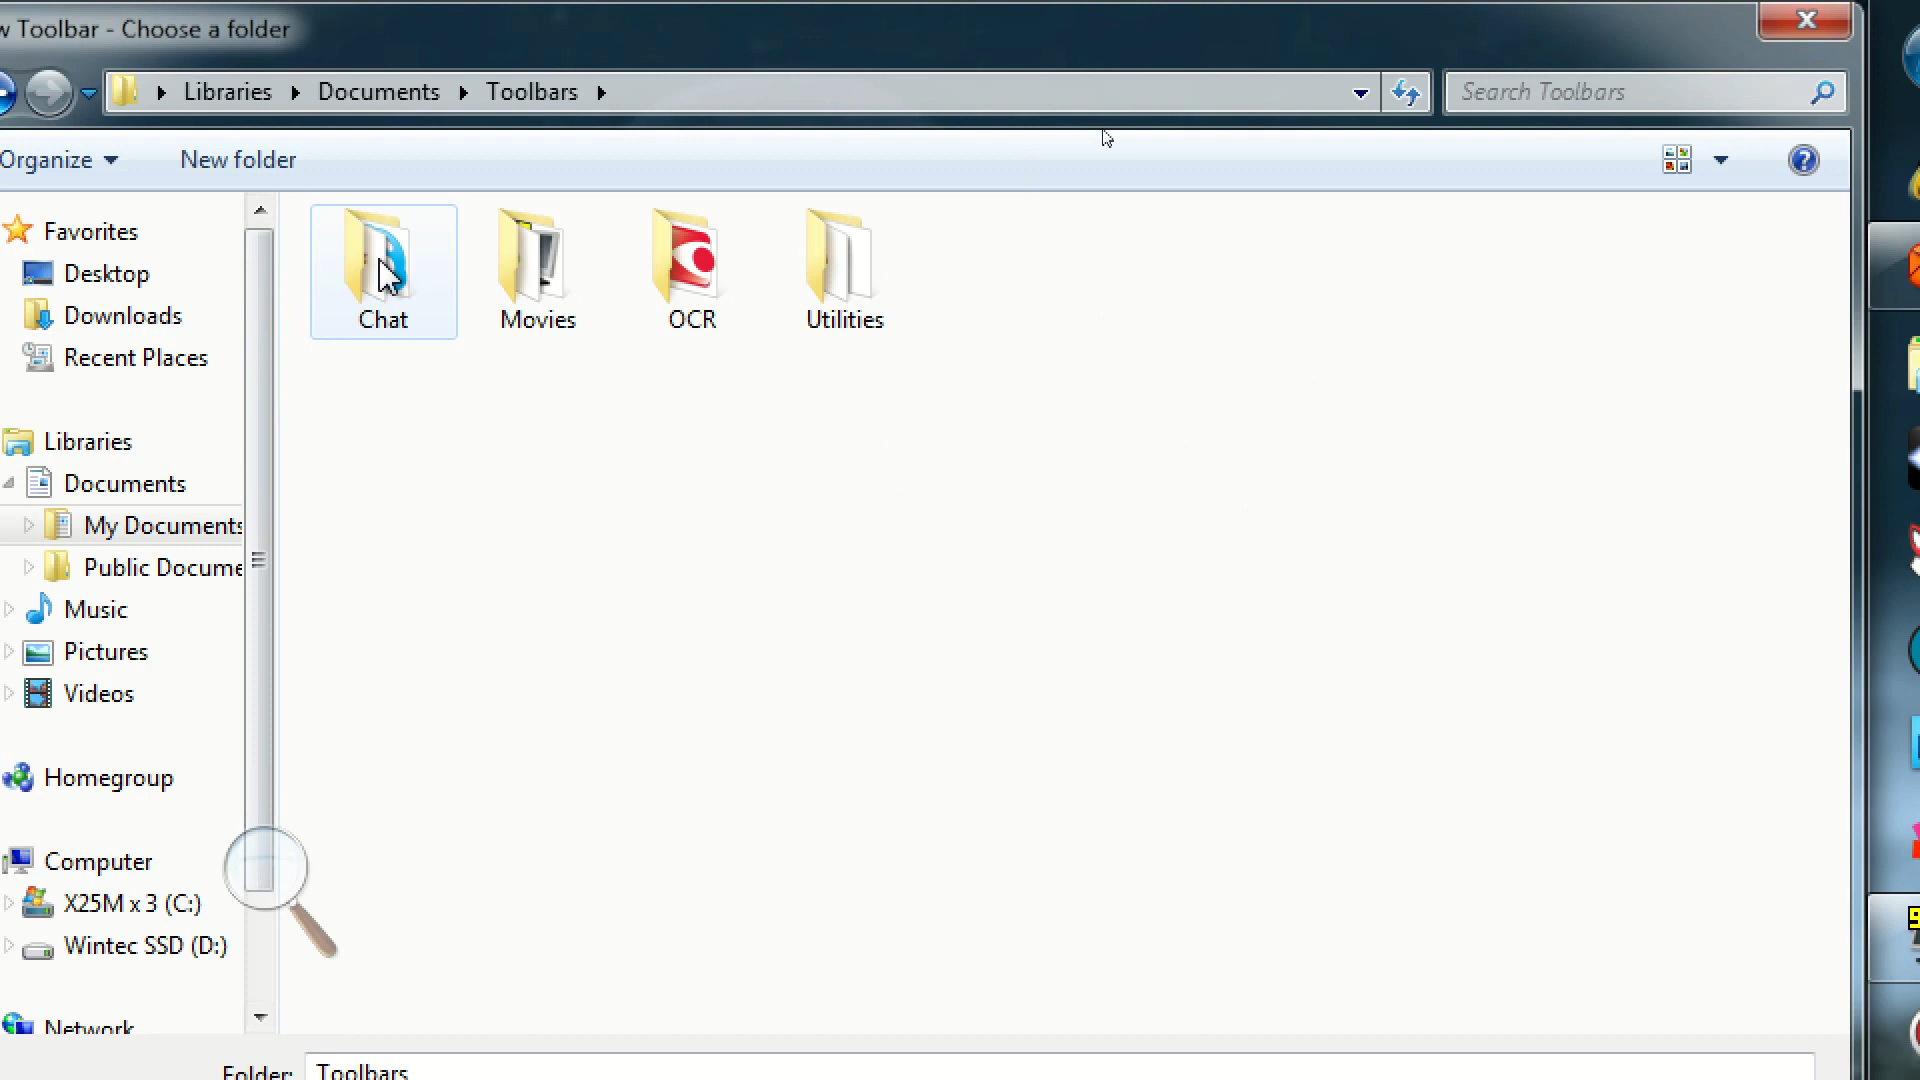 w Toolbar - Choose a folder
Libraries Documents Toolbars
Search Toolbars
Organize
New folder
Favorites
Desktop
Downloads
Recent Places
Libraries
Documents
My Documents
Public Docume
Music
Pictures
Videos
Homegroup
Computer
X25M x 3 (C:)
Wintec SSD (D:)
Network
Chat
Movies
OCR
Utilities
Folder: Toolbars